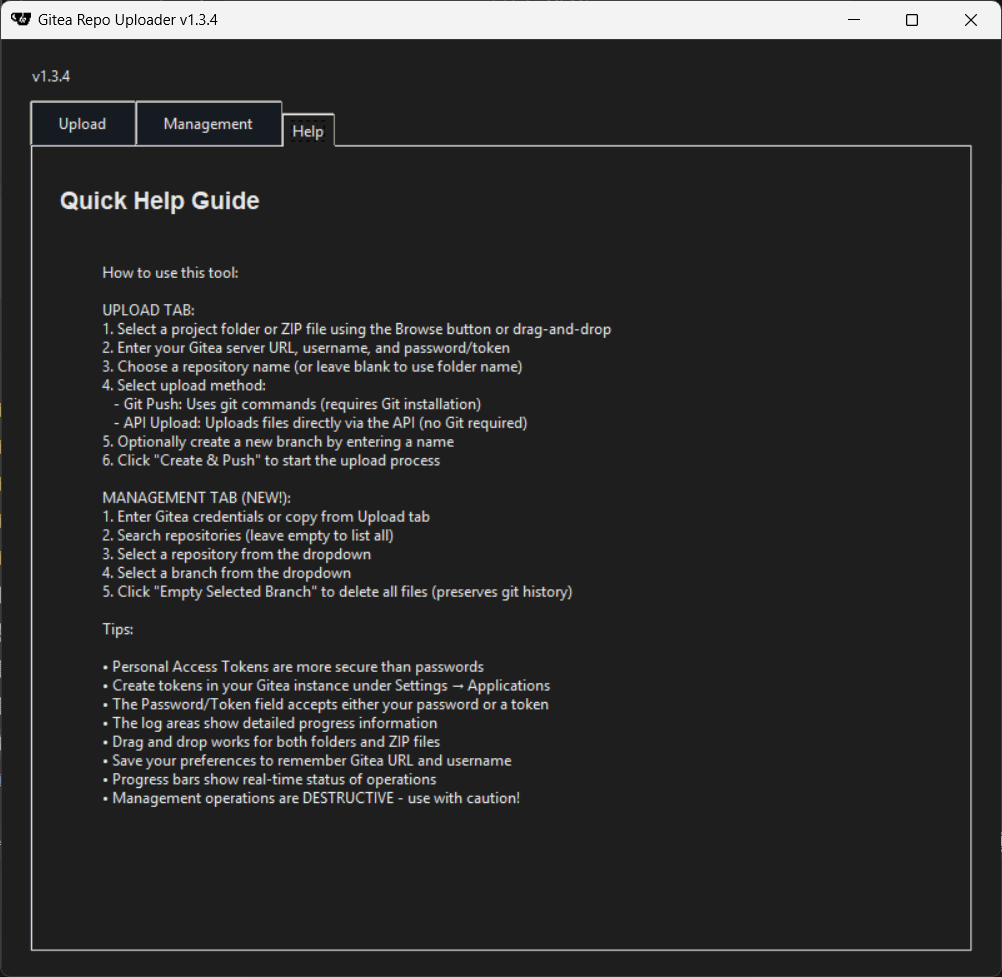 Gitea Repo Uploader v1.3.4
v1.3.4
Upload
Management
Help
Quick Help Guide
How to use this tool:
UPLOAD TAB:
1. Select a project folder or ZIP file using the Browse button or drag-and-drop
2. Enter your Gitea server URL, username, and password/token
3. Choose a repository name (or leave blank to use folder name)
4. Select upload method:
- Git Push: Uses git commands (requires Git installation)
- API Upload: Uploads files directly via the API (no Git required)
5. Optionally create a new branch by entering a name
6. Click "Create & Push" to start the upload process
MANAGEMENT TAB (NEW!):
1. Enter Gitea credentials or copy from Upload tab
2. Search repositories (leave empty to list all)
3. Select a repository from the dropdown
4. Select a branch from the dropdown
5. Click "Empty Selected Branch" to delete all files (preserves git history)
Tips:
• Personal Access Tokens are more secure than passwords
• Create tokens in your Gitea instance under Settings → Applications
• The Password/Token field accepts either your password or a token
• The log areas show detailed progress information
• Drag and drop works for both folders and ZIP files
• Save your preferences to remember Gitea URL and username
• Progress bars show real-time status of operations
• Management operations are DESTRUCTIVE - use with caution!